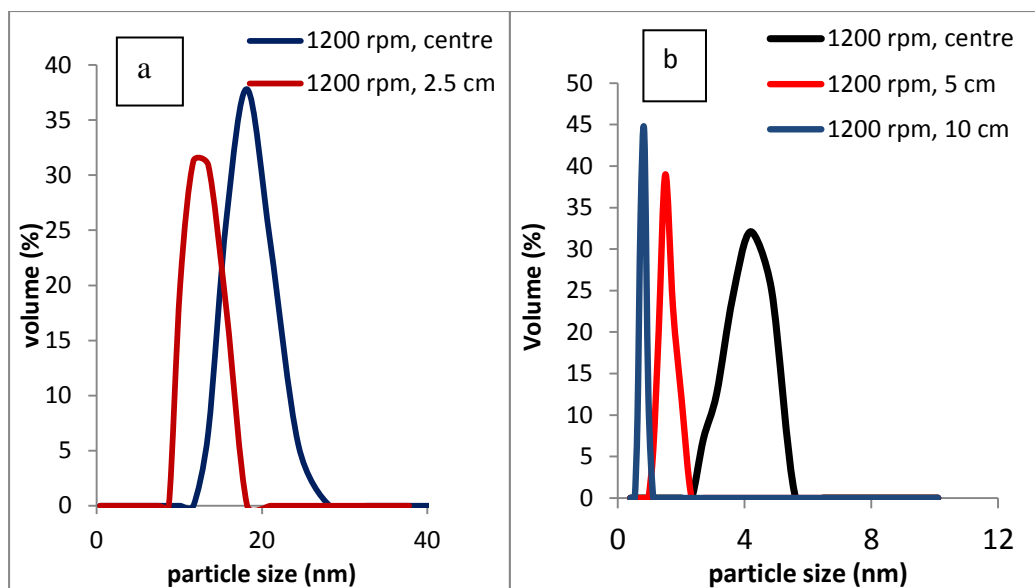 a
1200 rpm, centre
1200 rpm, 2.5 cm
volume (%)
40
35
30
25
20
15
10
5
0
0 20 40
particle size (nm)
b
1200 rpm, centre
1200 rpm, 5 cm
1200 rpm, 10 cm
Volume (%)
50
45
40
35
30
25
20
15
10
5
0
0 4 8 12
particle size (nm)